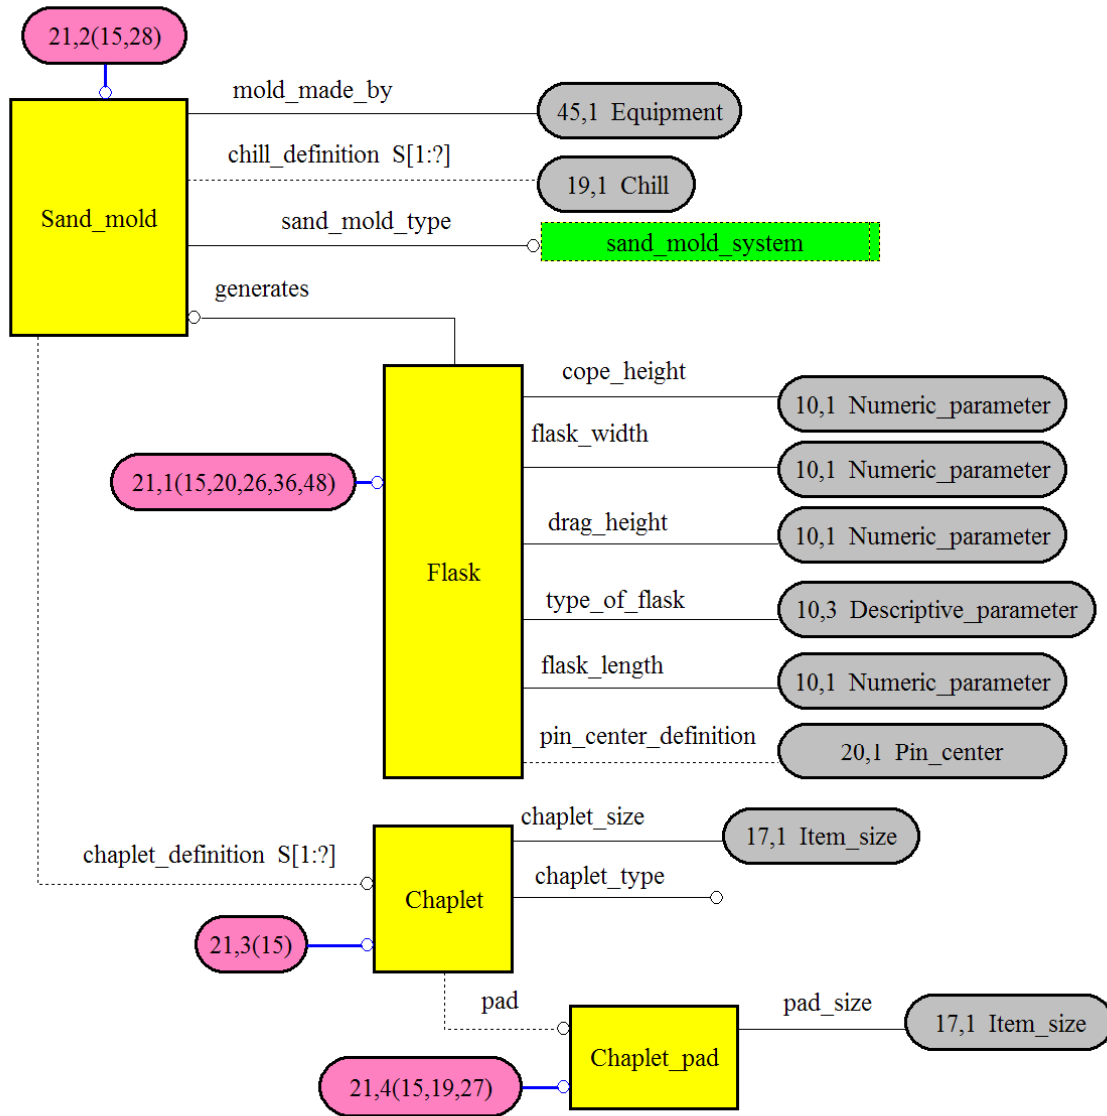 21,2(15,28)
mold_made_by
45,1 Equipment
chill_definition S[1:?]
19,1 Chill
Sand_mold
sand_mold_type
sand_mold_system
generates
cope_height
10,1 Numeric_parameter
flask_width
10,1 Numeric_parameter
21,1(15,20,26,36,48)
drag_height
10,1 Numeric_parameter
Flask
type_of_flask
10,3 Descriptive_parameter
flask_length
10,1 Numeric_parameter
pin_center_definition
20,1 Pin_center
chaplet_size
17,1 Item_size
chaplet_definition S[1:?]
chaplet_type
Chaplet
21,3(15)
pad
pad_size
17,1 Item_size
Chaplet_pad
21,4(15,19,27)